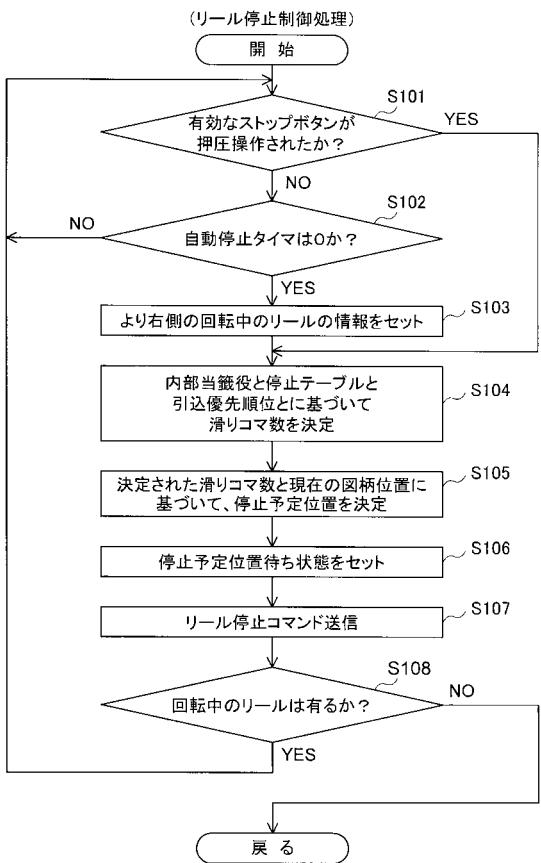 (リール停止制御処理)
開 始
S101
有効なストップボタンが
押圧操作されたか?
YES
NO
S102
NO
自動停止タイマは0か?
YES
S103
より右側の回転中のリールの情報をセット
S104
内部当籤役と停止テーブルと
引込優先順位とに基づいて
滑りコマ数を決定
S105
決定された滑りコマ数と現在の図柄位置に
基づいて、停止予定位置を決定
S106
停止予定位置待ち状態をセット
S107
リール停止コマンド送信
S108
回転中のリールは有るか?
NO
YES
戻 る